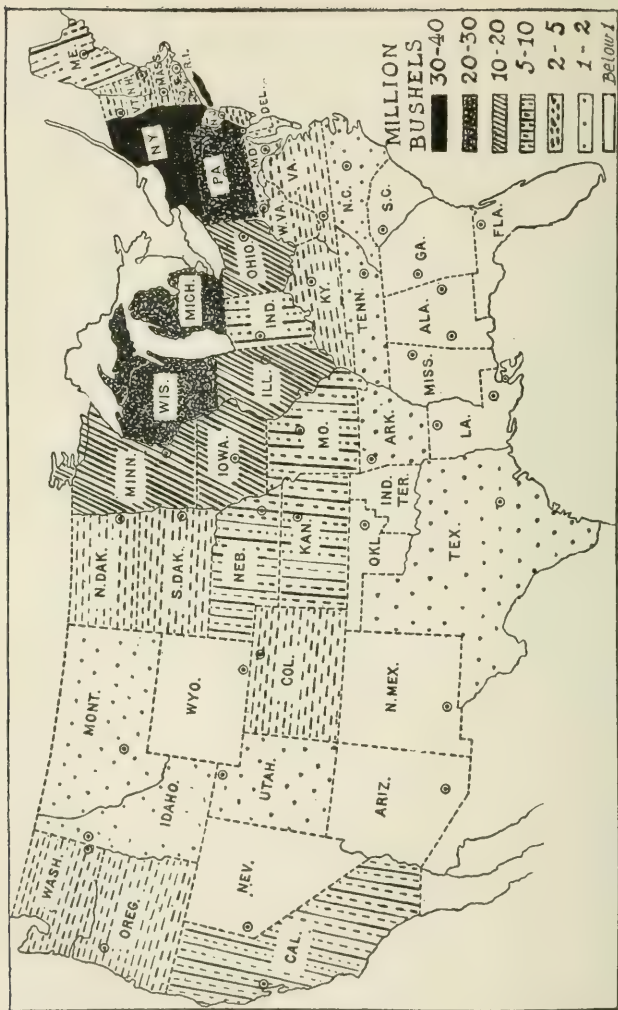 WASH.
OREG.
CAL.
NEV.
IDAHO.
MONT.
WYO.
UTAH.
ARIZ.
COL.
N.MEX.
N.DAK.
S.DAK.
NEB.
KAN.
OKL.
IND.
TER.
TEX.
MINN.
IOWA.
MO.
ARK.
LA.
WIS.
ILL.
MICH.
IND.
OHIO.
KY.
TENN.
MISS.
ALA.
GA.
FLA.
S.C.
N.C.
VA.
W.VA.
MD.
DEL.
N.J.
PA
NY.
VT.
N.H.
MASS.
R.I.
ME.
MILLION
BUSHELS
30-40
20-30
10-20
5-10
2-5
1-2
Below 1